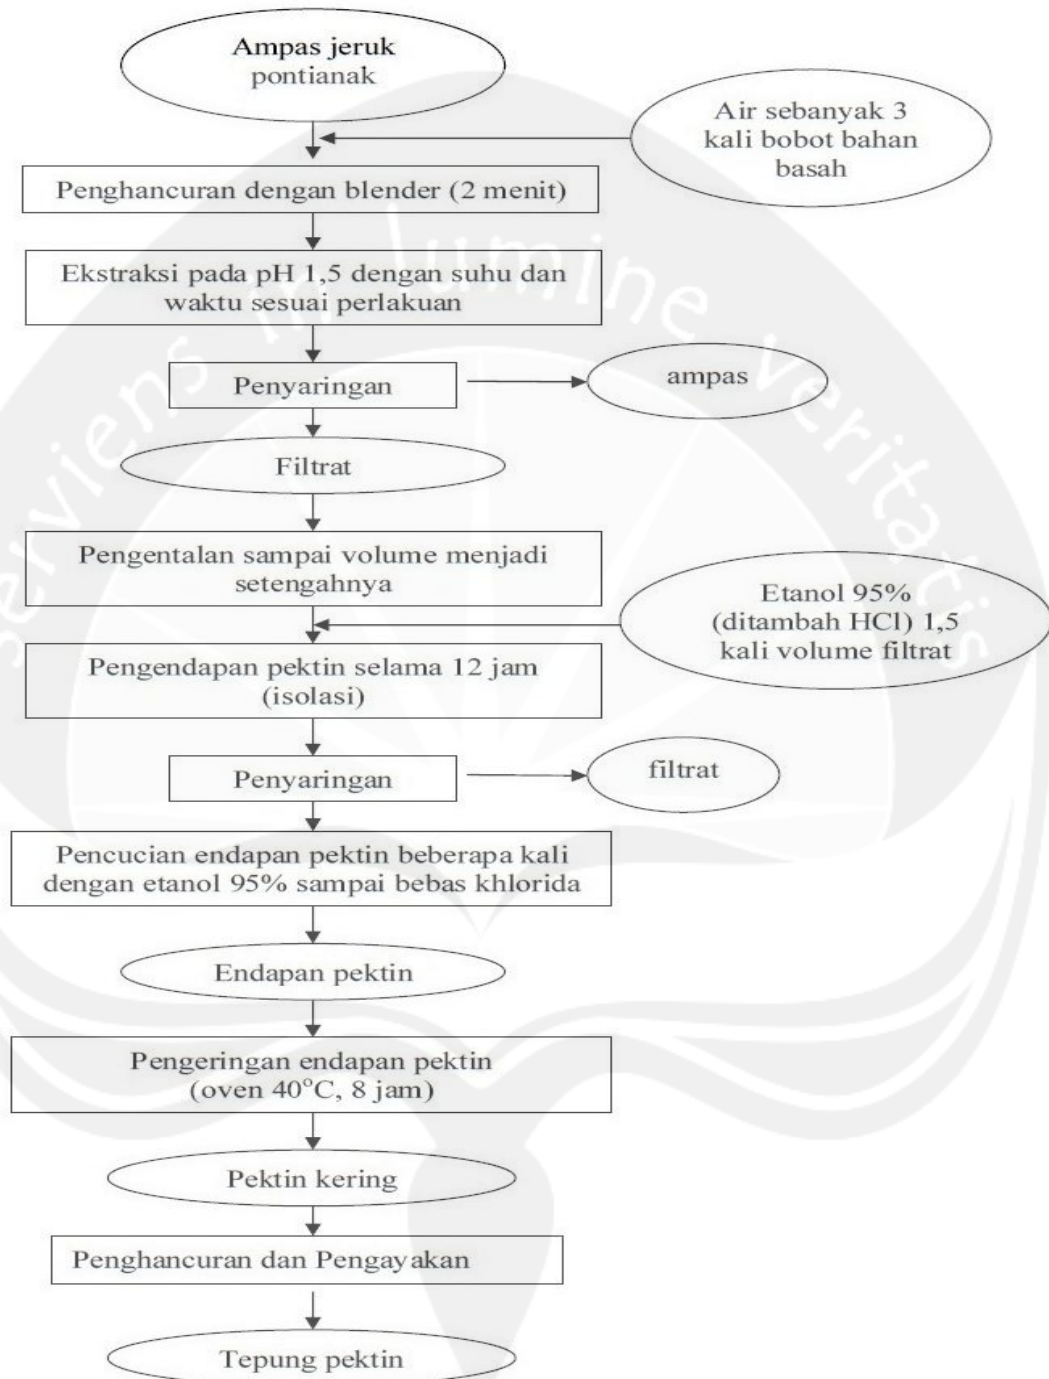 Ampas jeruk
pontianak
Air sebanyak 3
kali bobot bahan
basah
Penghancuran dengan blender (2 menit)
Ekstraksi pada pH 1,5 dengan suhu dan
waktu sesuai perlakuan
Penyaringan
ampas
Filtrat
Pengentalan sampai volume menjadi
setengahnya
Etanol 95%
(ditambah HCl) 1,5
kali volume filtrat
Pengendapan pektin selama 12 jam
(isolasi)
Penyaringan
filtrat
Pencucian endapan pektin beberapa kali
dengan etanol 95% sampai bebas khlorida
Endapan pektin
Pengeringan endapan pektin
(oven 40°C, 8 jam)
Pektin kering
Penghancuran dan Pengayakan
Tepung pektin
serviens in lumine veritatis